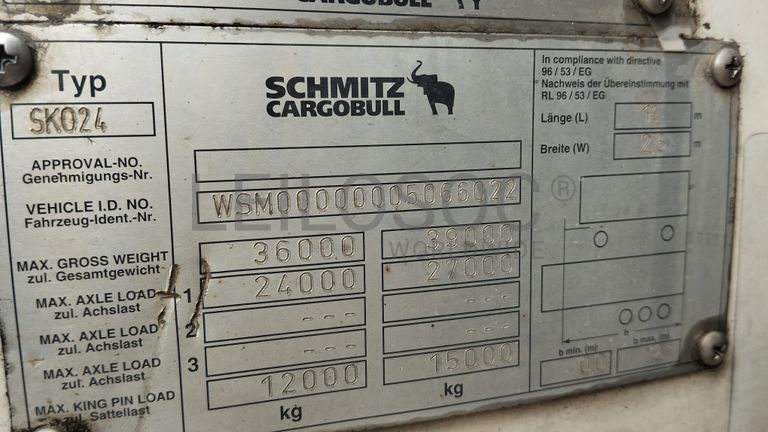 CARGOBULL
Typ
SKO24
SCHMITZ
CARGOBULL
In compliance with directive
96 / 53 / EG
Nachweis der Übereinstimmung mit
RL 96 / 53 / EG
Länge (L) m
Breite (W) m
APPROVAL-NO.
Genehmigungs-Nr.
VEHICLE I.D. NO.
Fahrzeug-Ident.-Nr.
WSM00000005066022
LEILOSOC®
WORLDWIDE
MAX. GROSS WEIGHT
zul. Gesamtgewicht
36000 39000
MAX. AXLE LOAD 1
zul. Achslast
24000 27000
MAX. AXLE LOAD 2
zul. Achslast
--- ---
MAX. AXLE LOAD 3
zul. Achslast
--- ---
MAX. KING PIN LOAD
zul. Sattellast
12000 15000
kg kg
b
b min. (m) b max. (m)